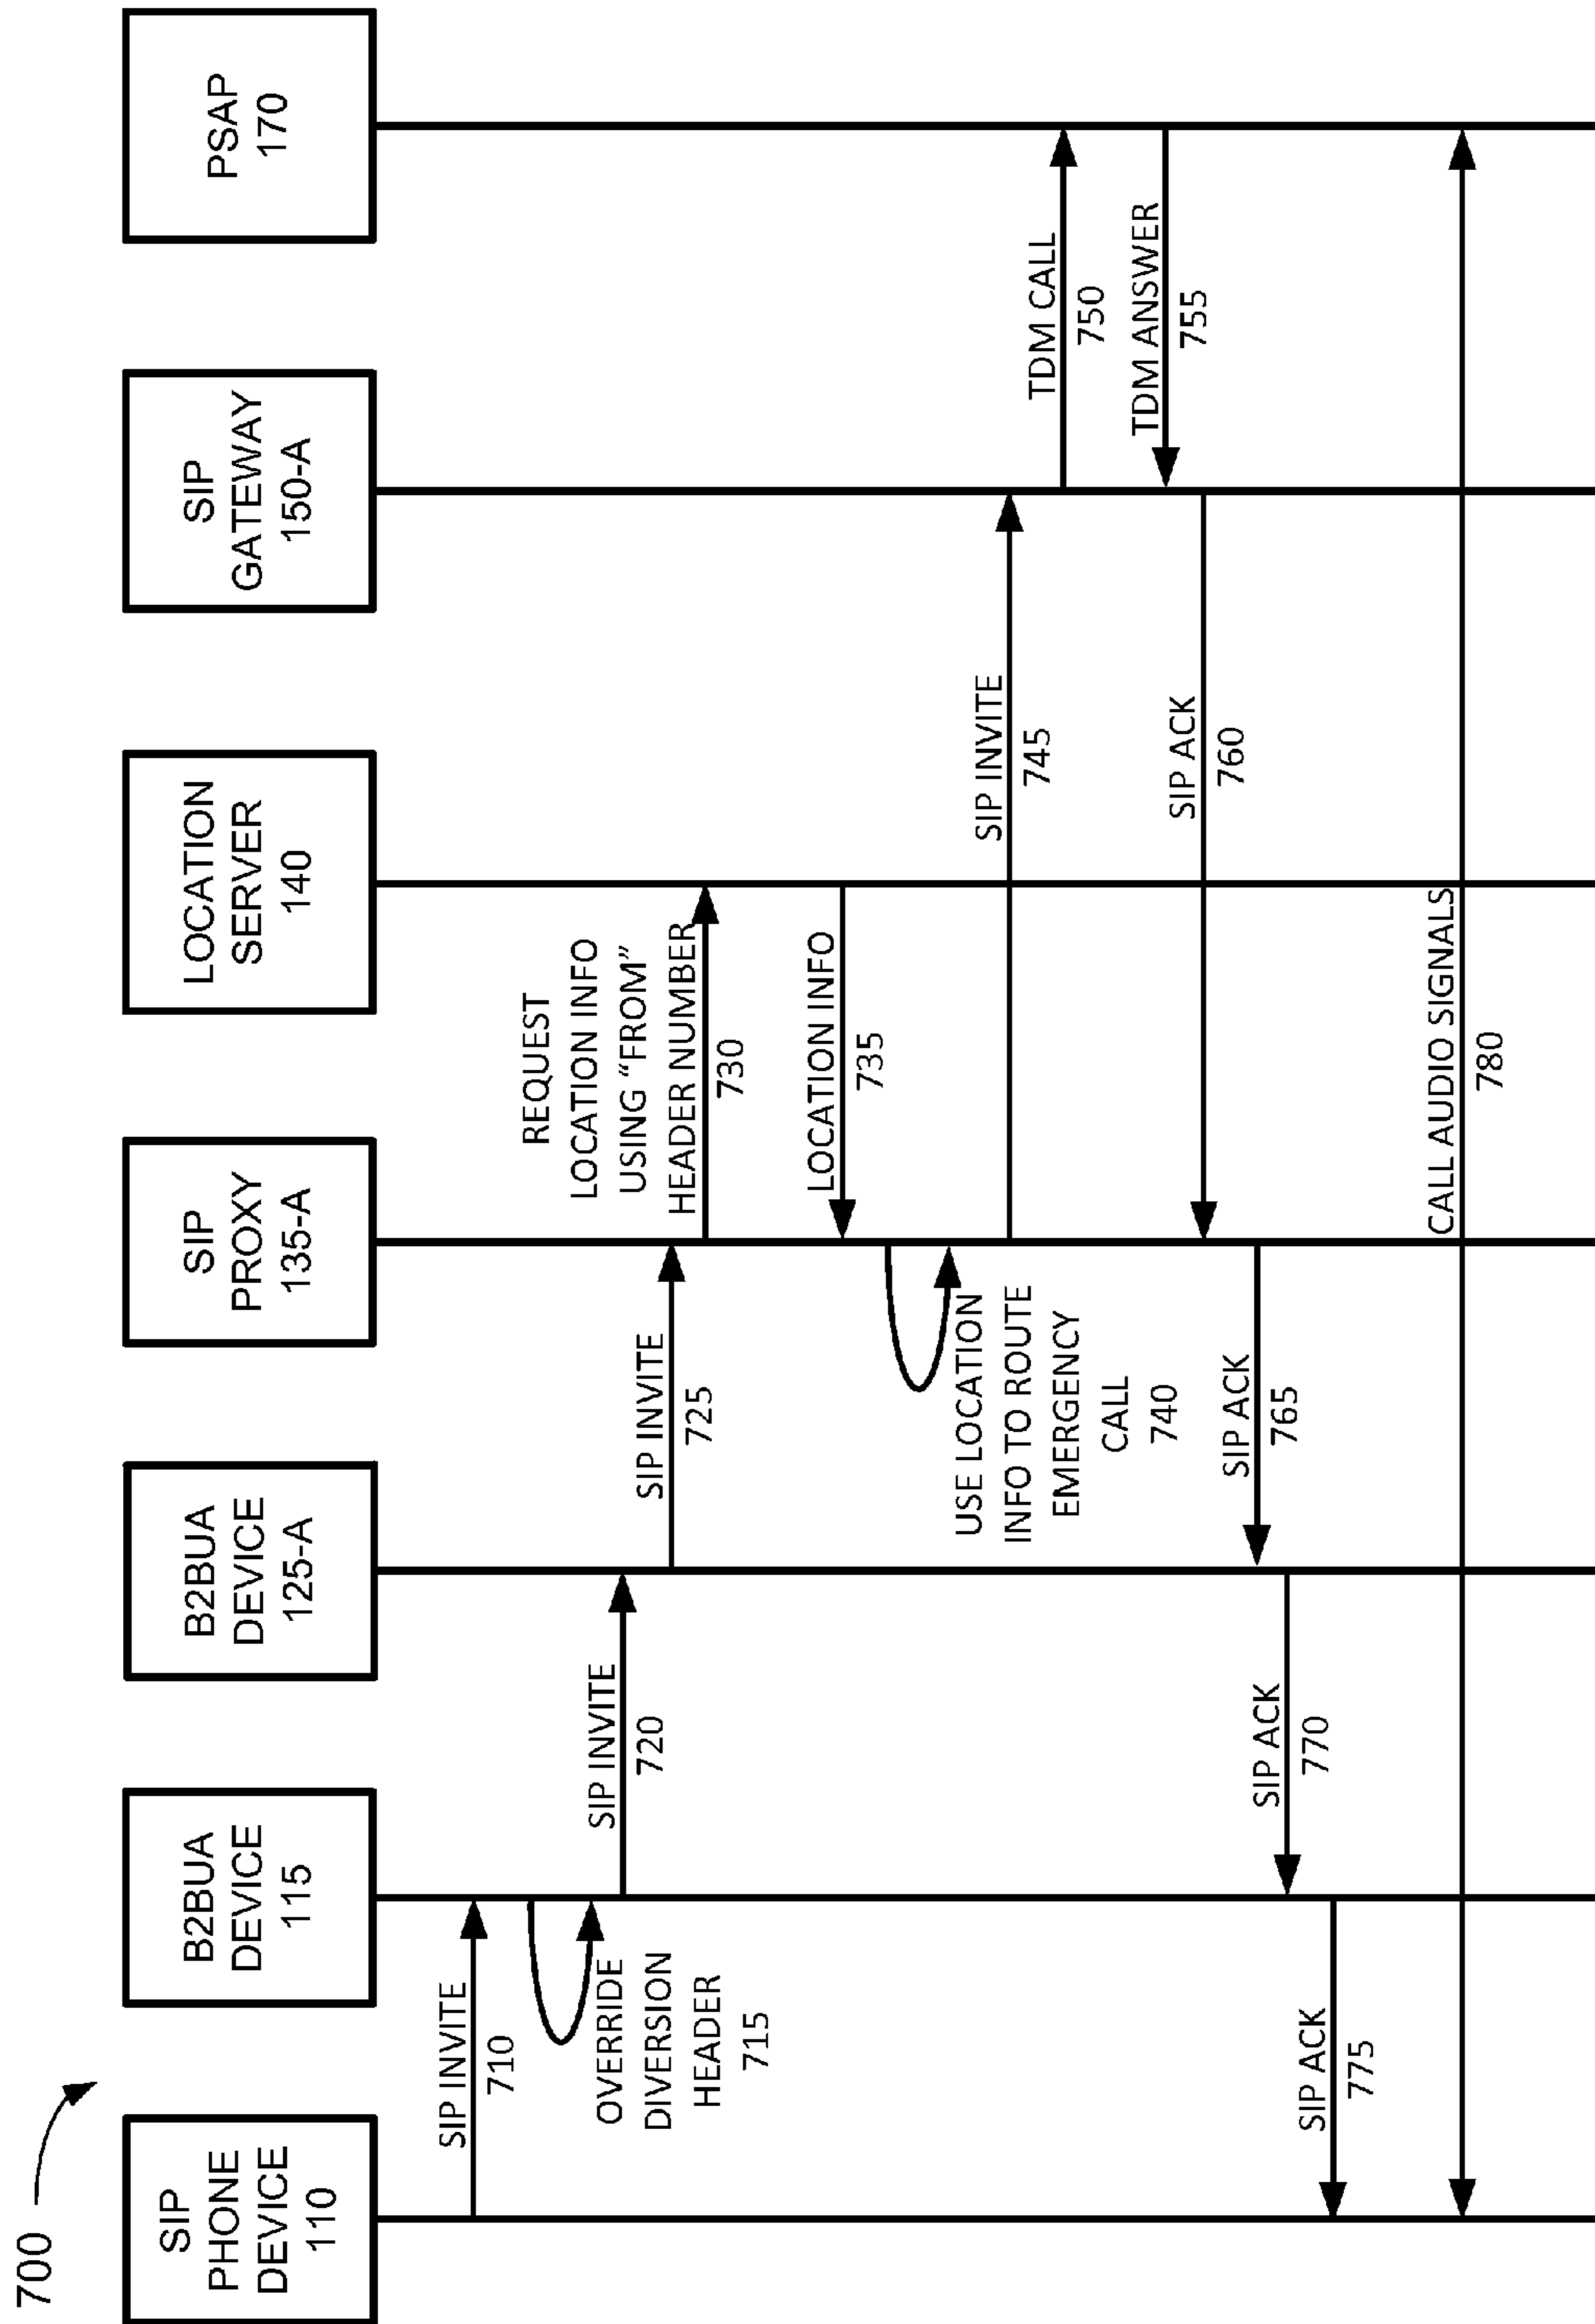 700
SIP
PHONE
DEVICE
110
B2BUA
DEVICE
115
B2BUA
DEVICE
125-A
SIP
PROXY
135-A
LOCATION
SERVER
140
SIP
GATEWAY
150-A
PSAP
170
SIP INVITE
710
OVERRIDE
DIVERSION
HEADER
715
SIP INVITE
720
SIP INVITE
725
REQUEST
LOCATION INFO
USING “FROM”
HEADER NUMBER
730
LOCATION INFO
735
USE LOCATION
INFO TO ROUTE
EMERGENCY
CALL
740
SIP INVITE
745
TDM CALL
750
TDM ANSWER
755
SIP ACK
760
SIP ACK
765
SIP ACK
770
SIP ACK
775
CALL AUDIO SIGNALS
780